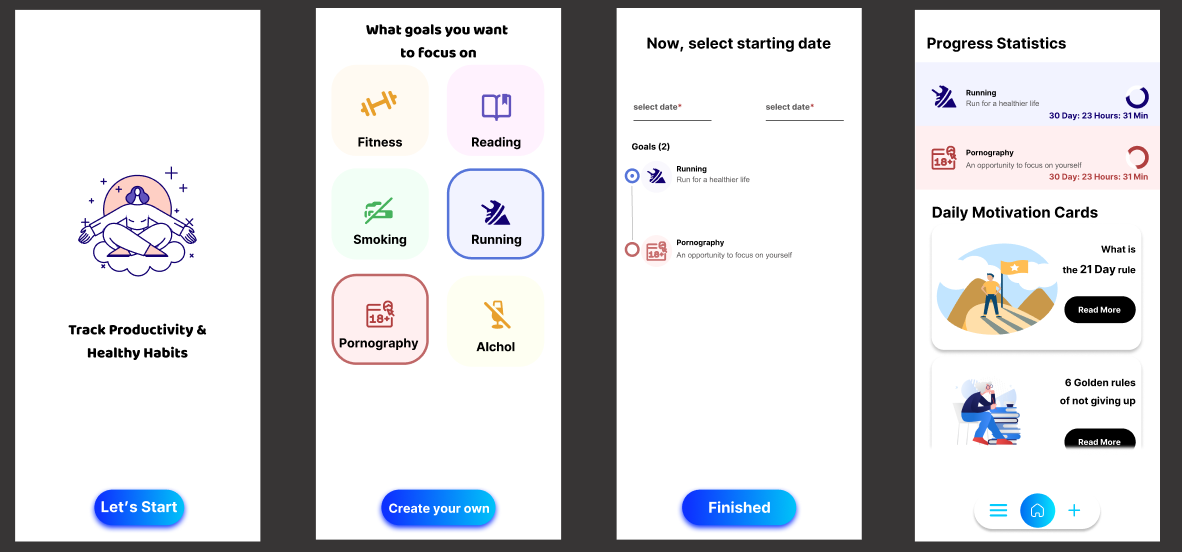 Track Productivity &
Healthy Habits
Let's Start
What goals you want
to focus on
Fitness
Reading
Smoking
Running
18+
Pornography
Alchol
Create your own
Now, select starting date
select date*
select date*
Goals (2)
Running
Run for a healthier life
18+
Pornography
An opportunity to focus on yourself
Finished
Progress Statistics
Running
Run for a healthier life
30 Day: 23 Hours: 31 Min
18+
Pornography
An opportunity to focus on yourself
30 Day: 23 Hours: 31 Min
Daily Motivation Cards
What is
the 21 Day rule
Read More
6 Golden rules
of not giving up
Read More